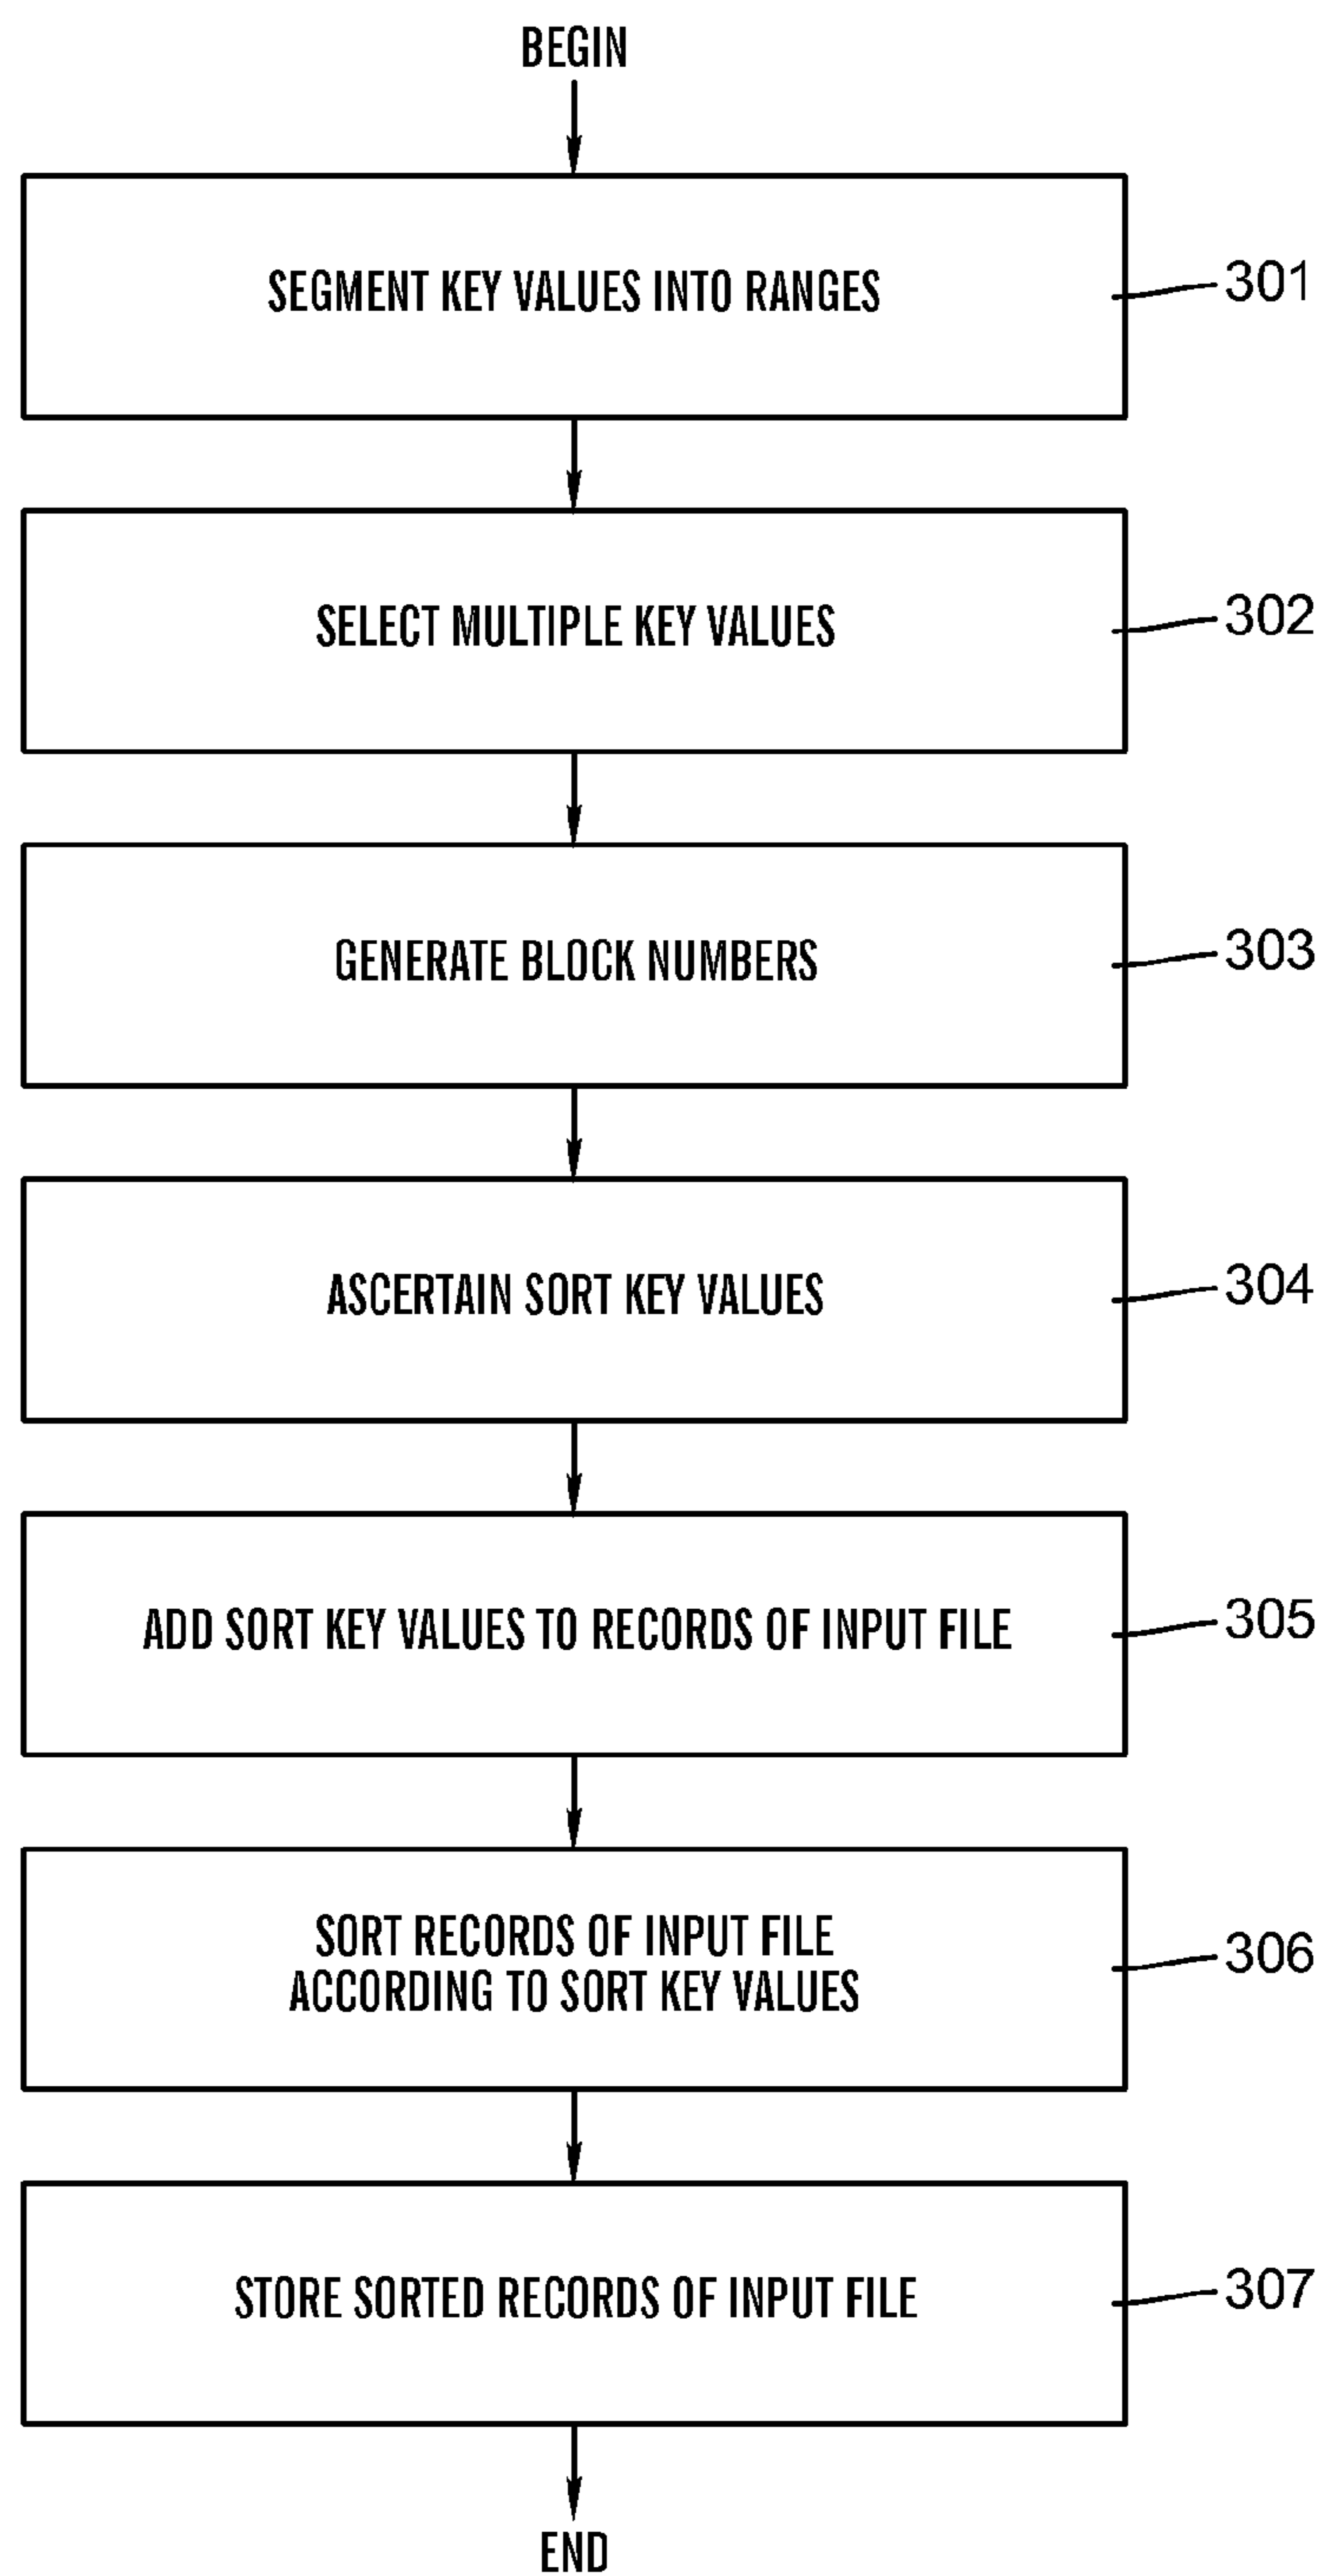 BEGIN
SEGMENT KEY VALUES INTO RANGES
301
SELECT MULTIPLE KEY VALUES
302
GENERATE BLOCK NUMBERS
303
ASCERTAIN SORT KEY VALUES
304
ADD SORT KEY VALUES TO RECORDS OF INPUT FILE
305
SORT RECORDS OF INPUT FILE
ACCORDING TO SORT KEY VALUES
306
STORE SORTED RECORDS OF INPUT FILE
307
END